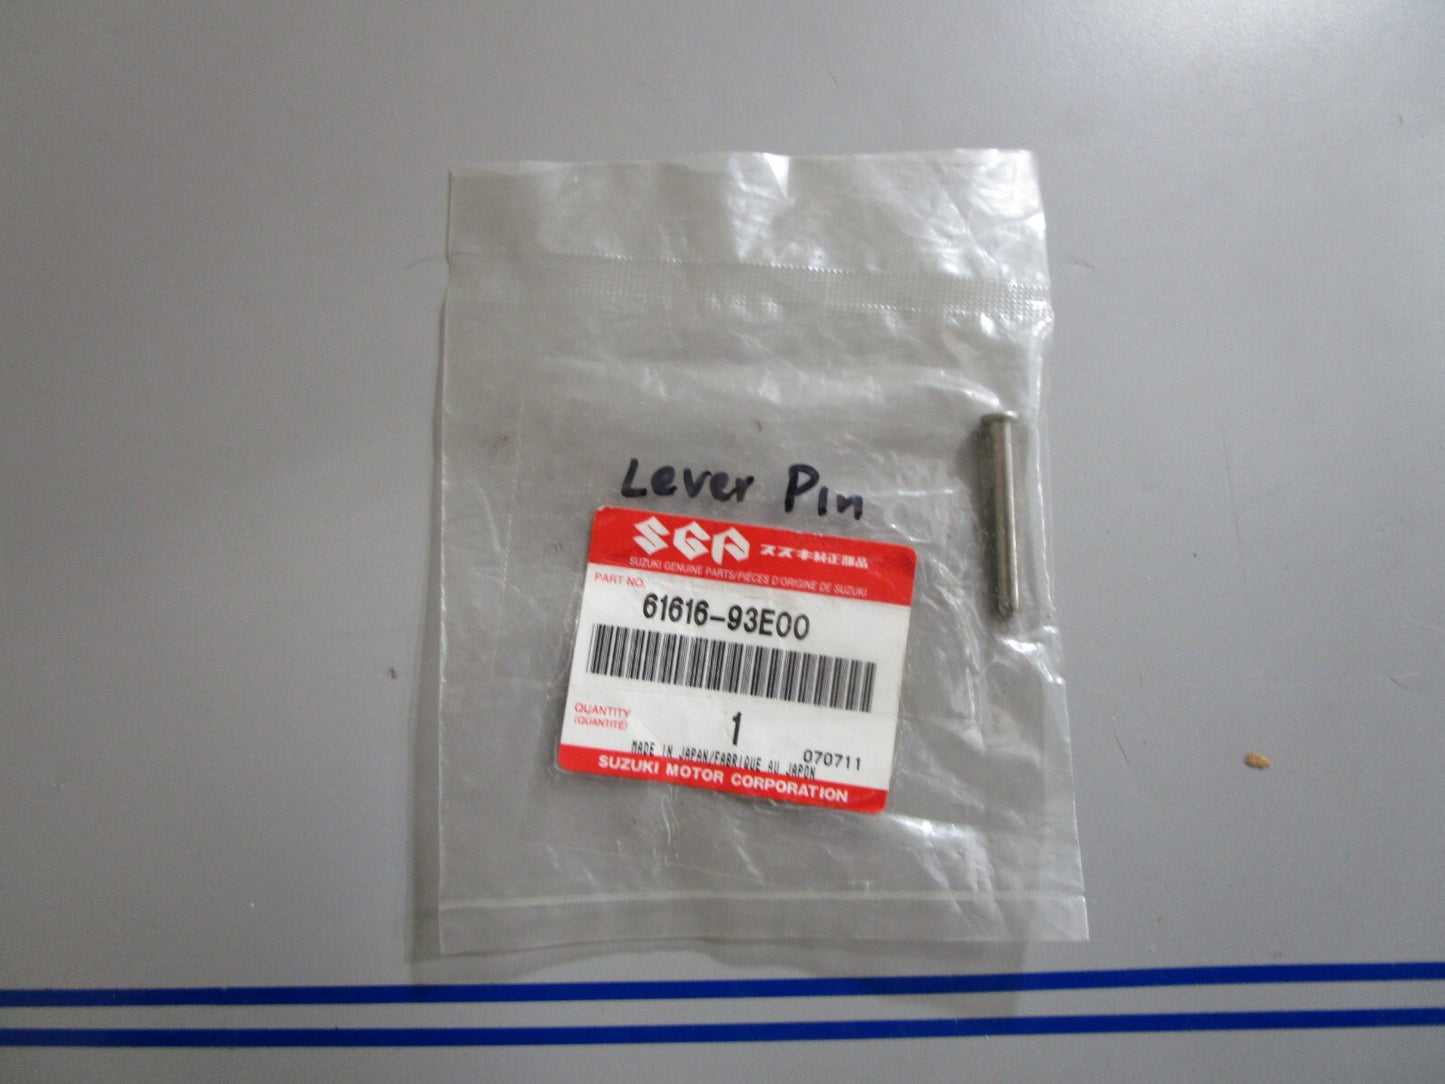 Lever Pin
SGP スズキ純正部品
SUZUKI GENUINE PARTS/PIÈCES D'ORIGINE DE SUZUKI
PART NO.
61616-93E00
QUANTITY
(QUANTITÉ)
1
MADE IN JAPAN/FABRIQUE AU JAPON
070711
SUZUKI MOTOR CORPORATION